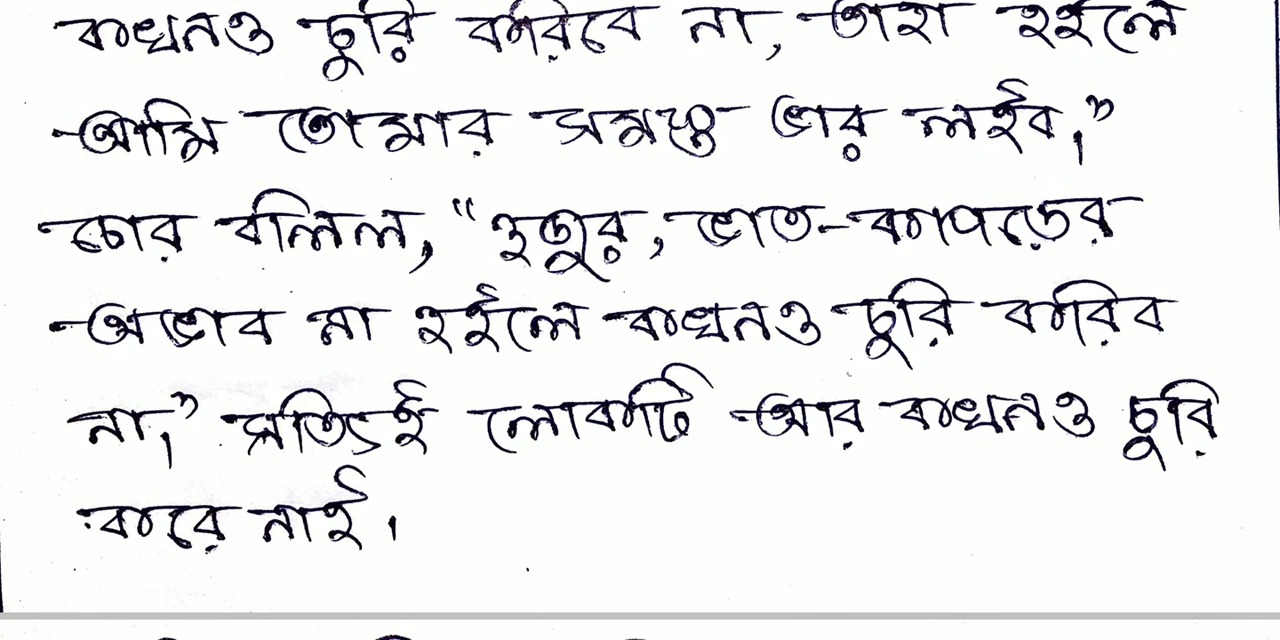 কখনও চুরি করিবে না, তাহা হইলে
আমি তোমার সমস্ত ভার লইব।”
চোর বলিল, “হুজুর, ভাত-কাপড়ের
অভাব না হইলে কখনও চুরি করিব
না।” সত্যিই লোকটি আর কখনও চুরি
করে নাই।